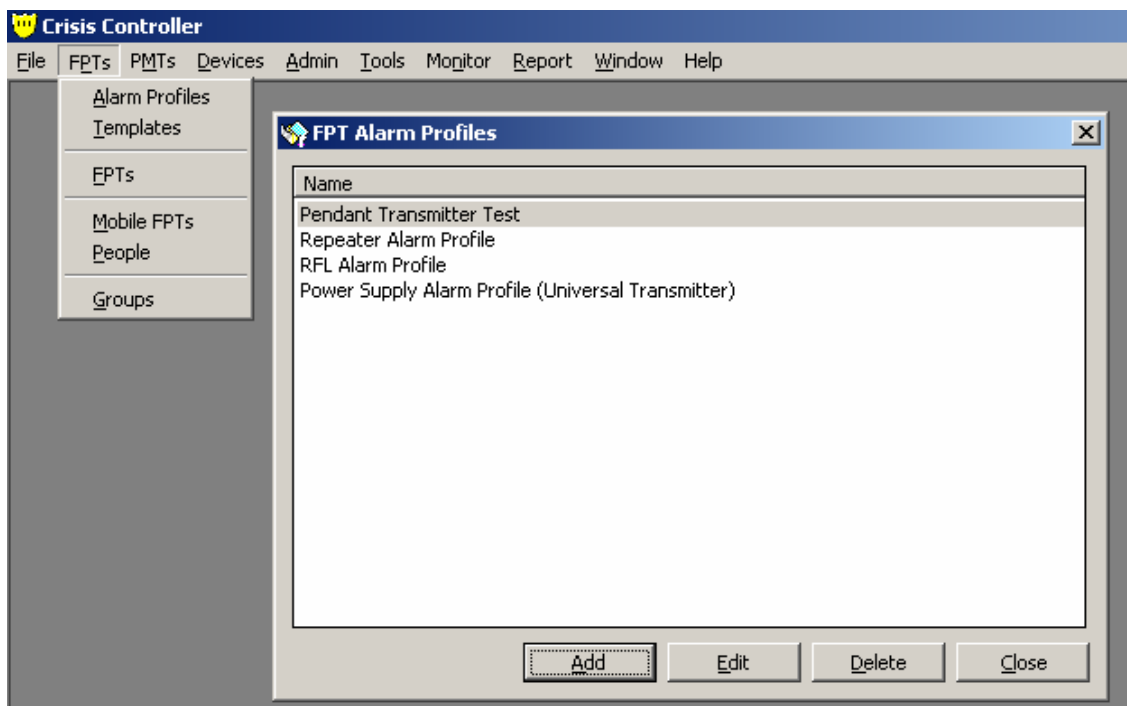 Crisis Controller
File FPTs PMTs Devices Admin Tools Monitor Report Window Help
Alarm Profiles
Templates
FPTs
Mobile FPTs
People
Groups
FPT Alarm Profiles
Name
Pendant Transmitter Test
Repeater Alarm Profile
RFL Alarm Profile
Power Supply Alarm Profile (Universal Transmitter)
Add Edit Delete Close